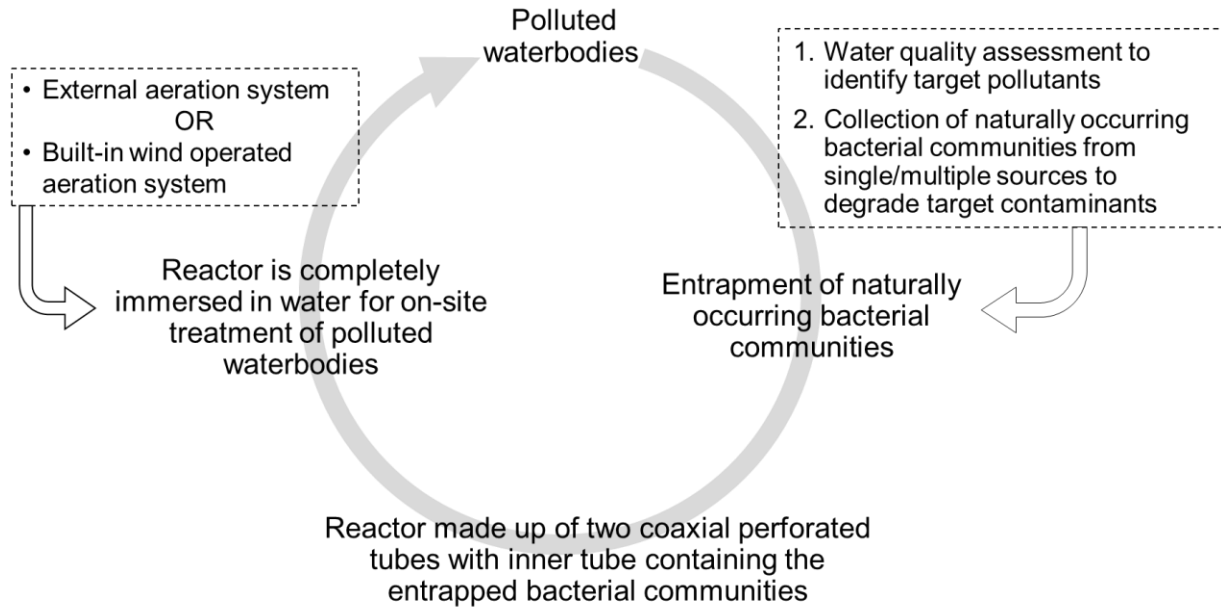 Polluted
waterbodies
1. Water quality assessment to
identify target pollutants
2. Collection of naturally occurring
bacterial communities from
single/multiple sources to
degrade target contaminants
Entrapment of naturally
occurring bacterial
communities
Reactor made up of two coaxial perforated
tubes with inner tube containing the
entrapped bacterial communities
• External aeration system
OR
• Built-in wind operated
aeration system
Reactor is completely
immersed in water for on-site
treatment of polluted
waterbodies